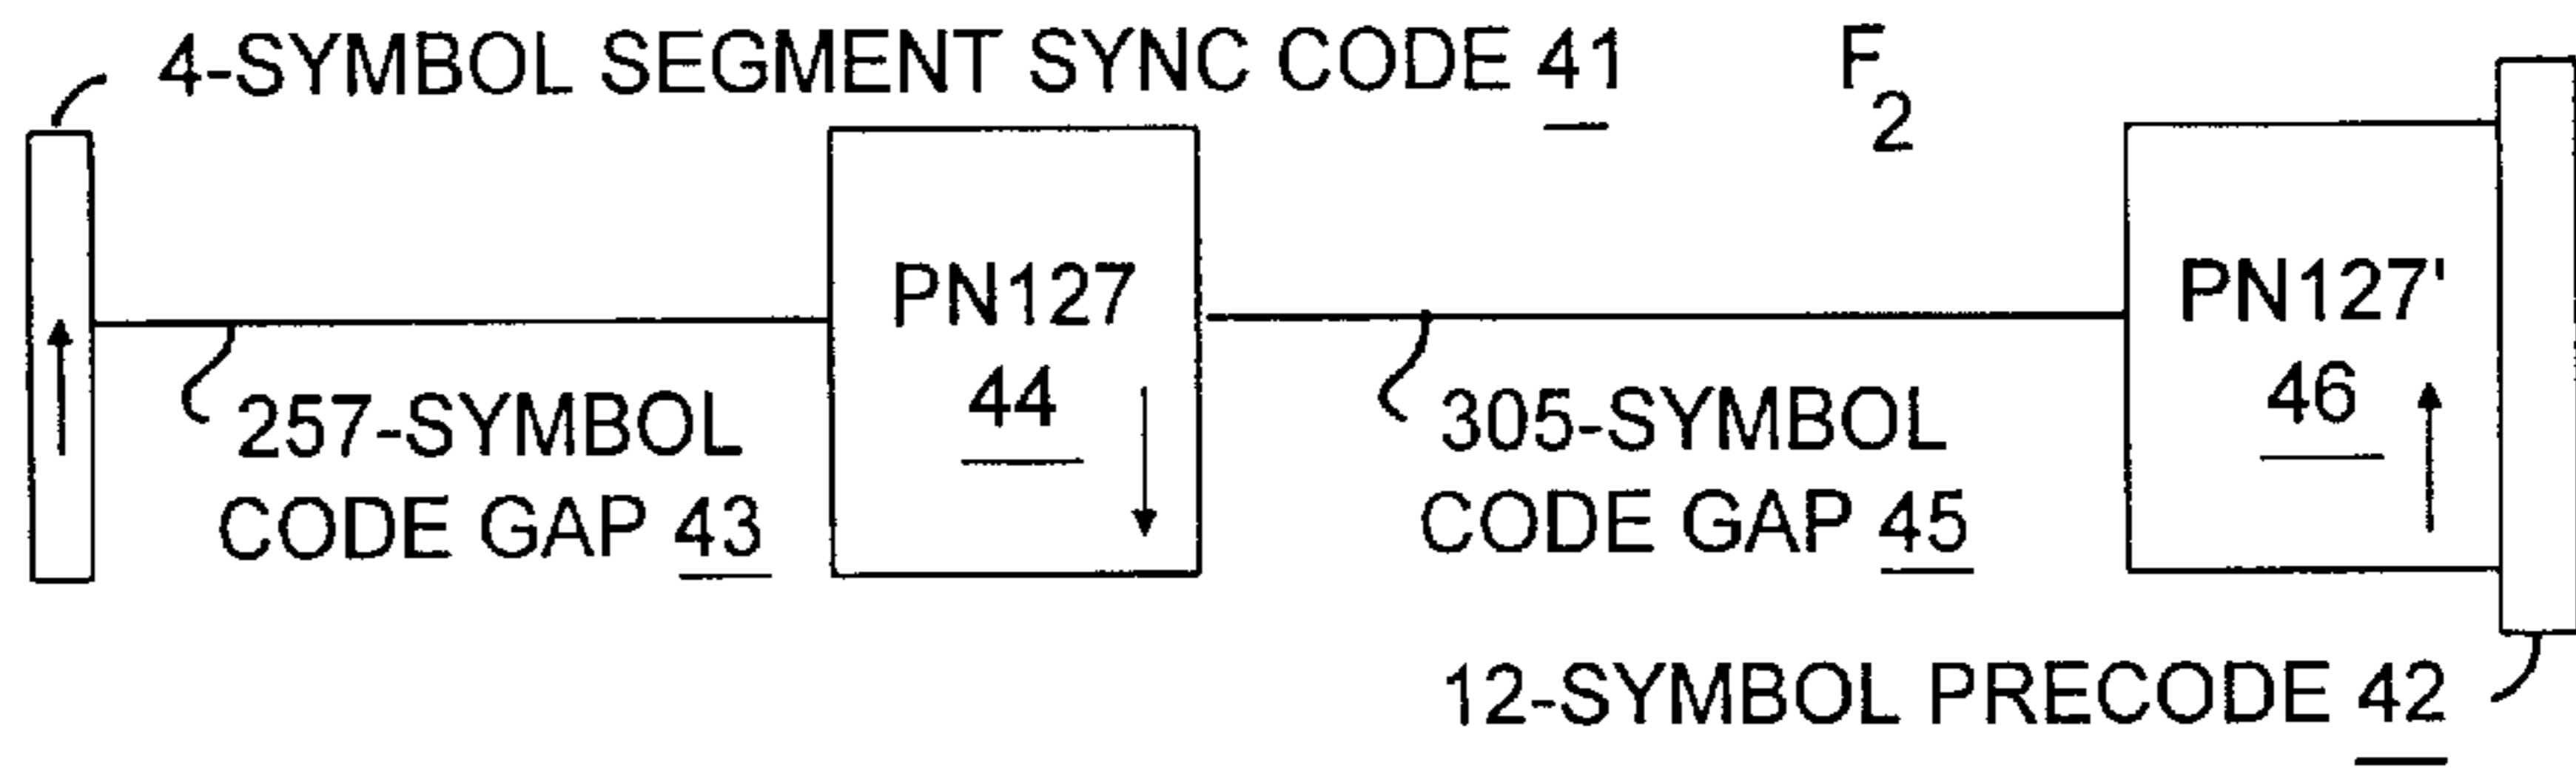 4-SYMBOL SEGMENT SYNC CODE 41
F2
PN127
44
PN127'
46
257-SYMBOL
CODE GAP 43
305-SYMBOL
CODE GAP 45
12-SYMBOL PRECODE 42